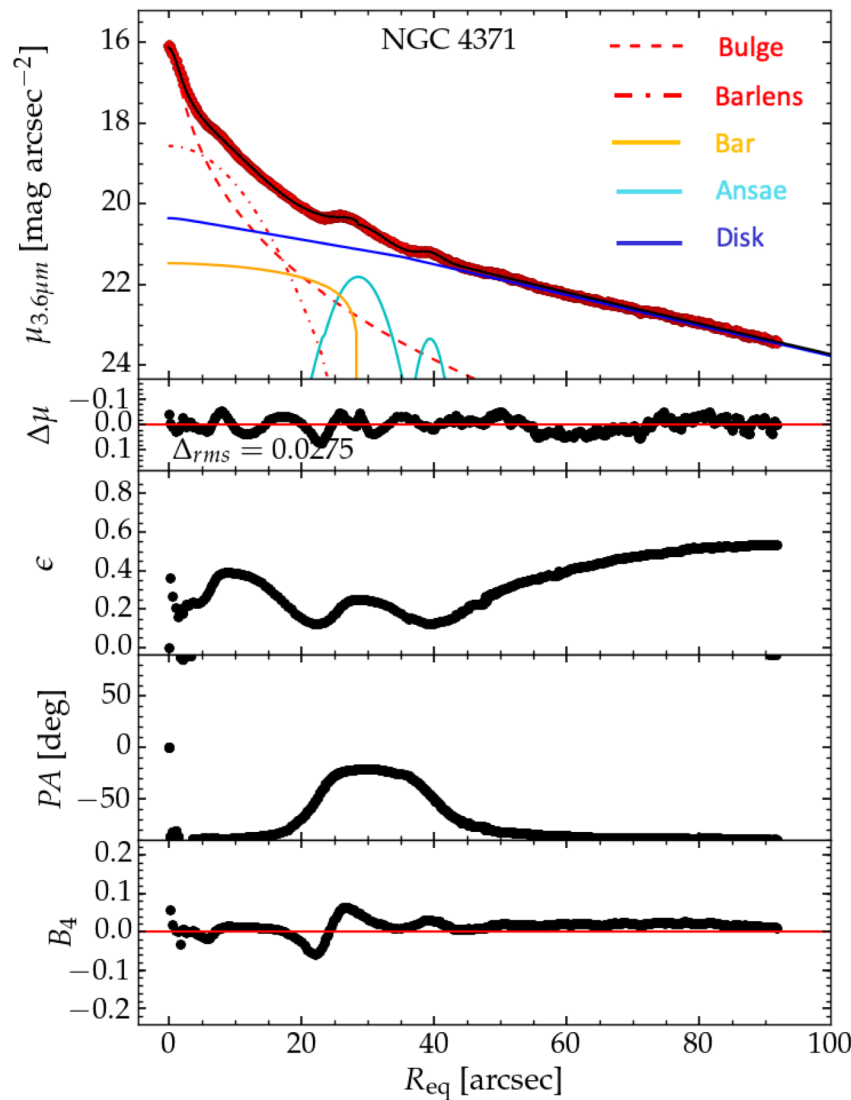 NGC 4371
Bulge
Barlens
Bar
Ansae
Disk
16
18
20
22
24
μ3.6μm [mag arcsec−2]
−0.1
0.0
0.1
Δμ
Δrms = 0.0275
0.8
0.6
0.4
0.2
0.0
ϵ
50
0
−50
PA [deg]
0.2
0.1
0.0
−0.1
−0.2
B4
0 20 40 60 80 100
Req [arcsec]